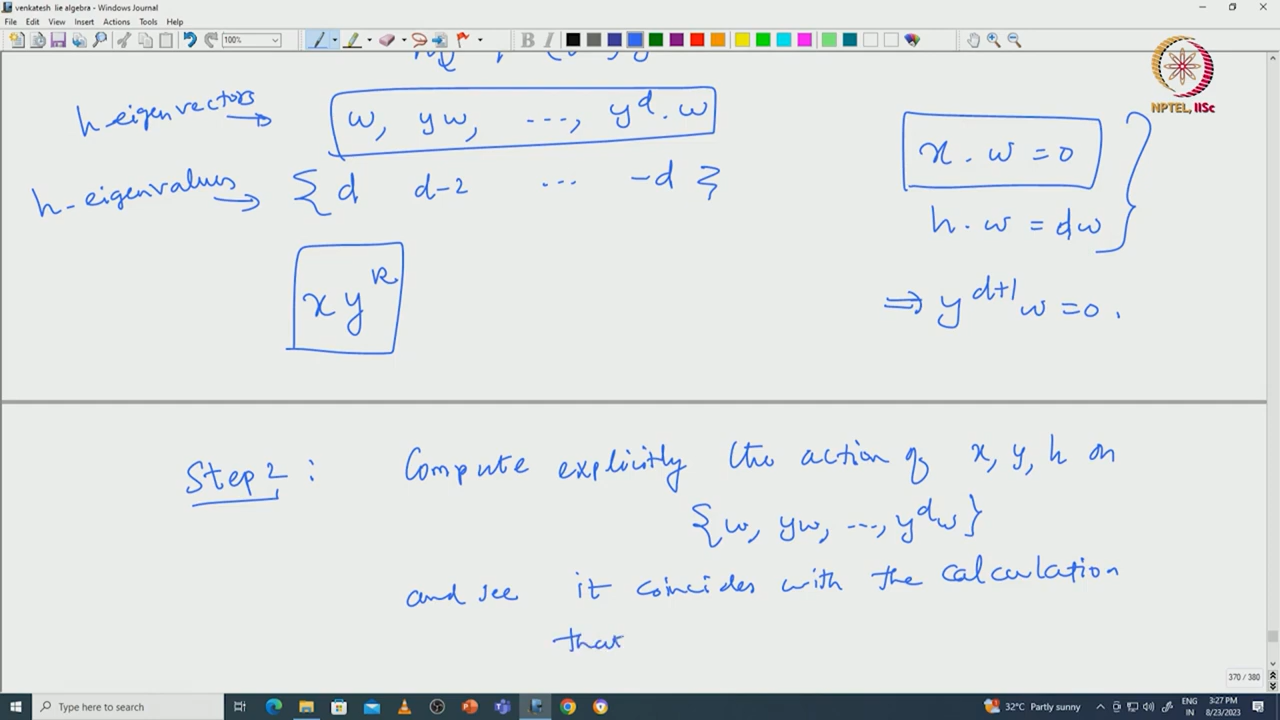 venkatesh lie algebra - Windows Journal
File Edit View Insert Actions Tools Help
100%
B I
NPTEL, IISc
h-eigenvectors → w, yw, ..., y^d. w
h-eigenvalues → { d d-2 ... -d }
x . w = 0
h . w = dw
x y^k
⇒ y^{d+1} w = 0.
Step 2 : Compute explicitly the action of x, y, h on
{ w, yw, ..., y^d w }
and see it coincides with the calculation
that
370 / 380
Type here to search
32°C Partly sunny
ENG
IN
3:27 PM
8/23/2023